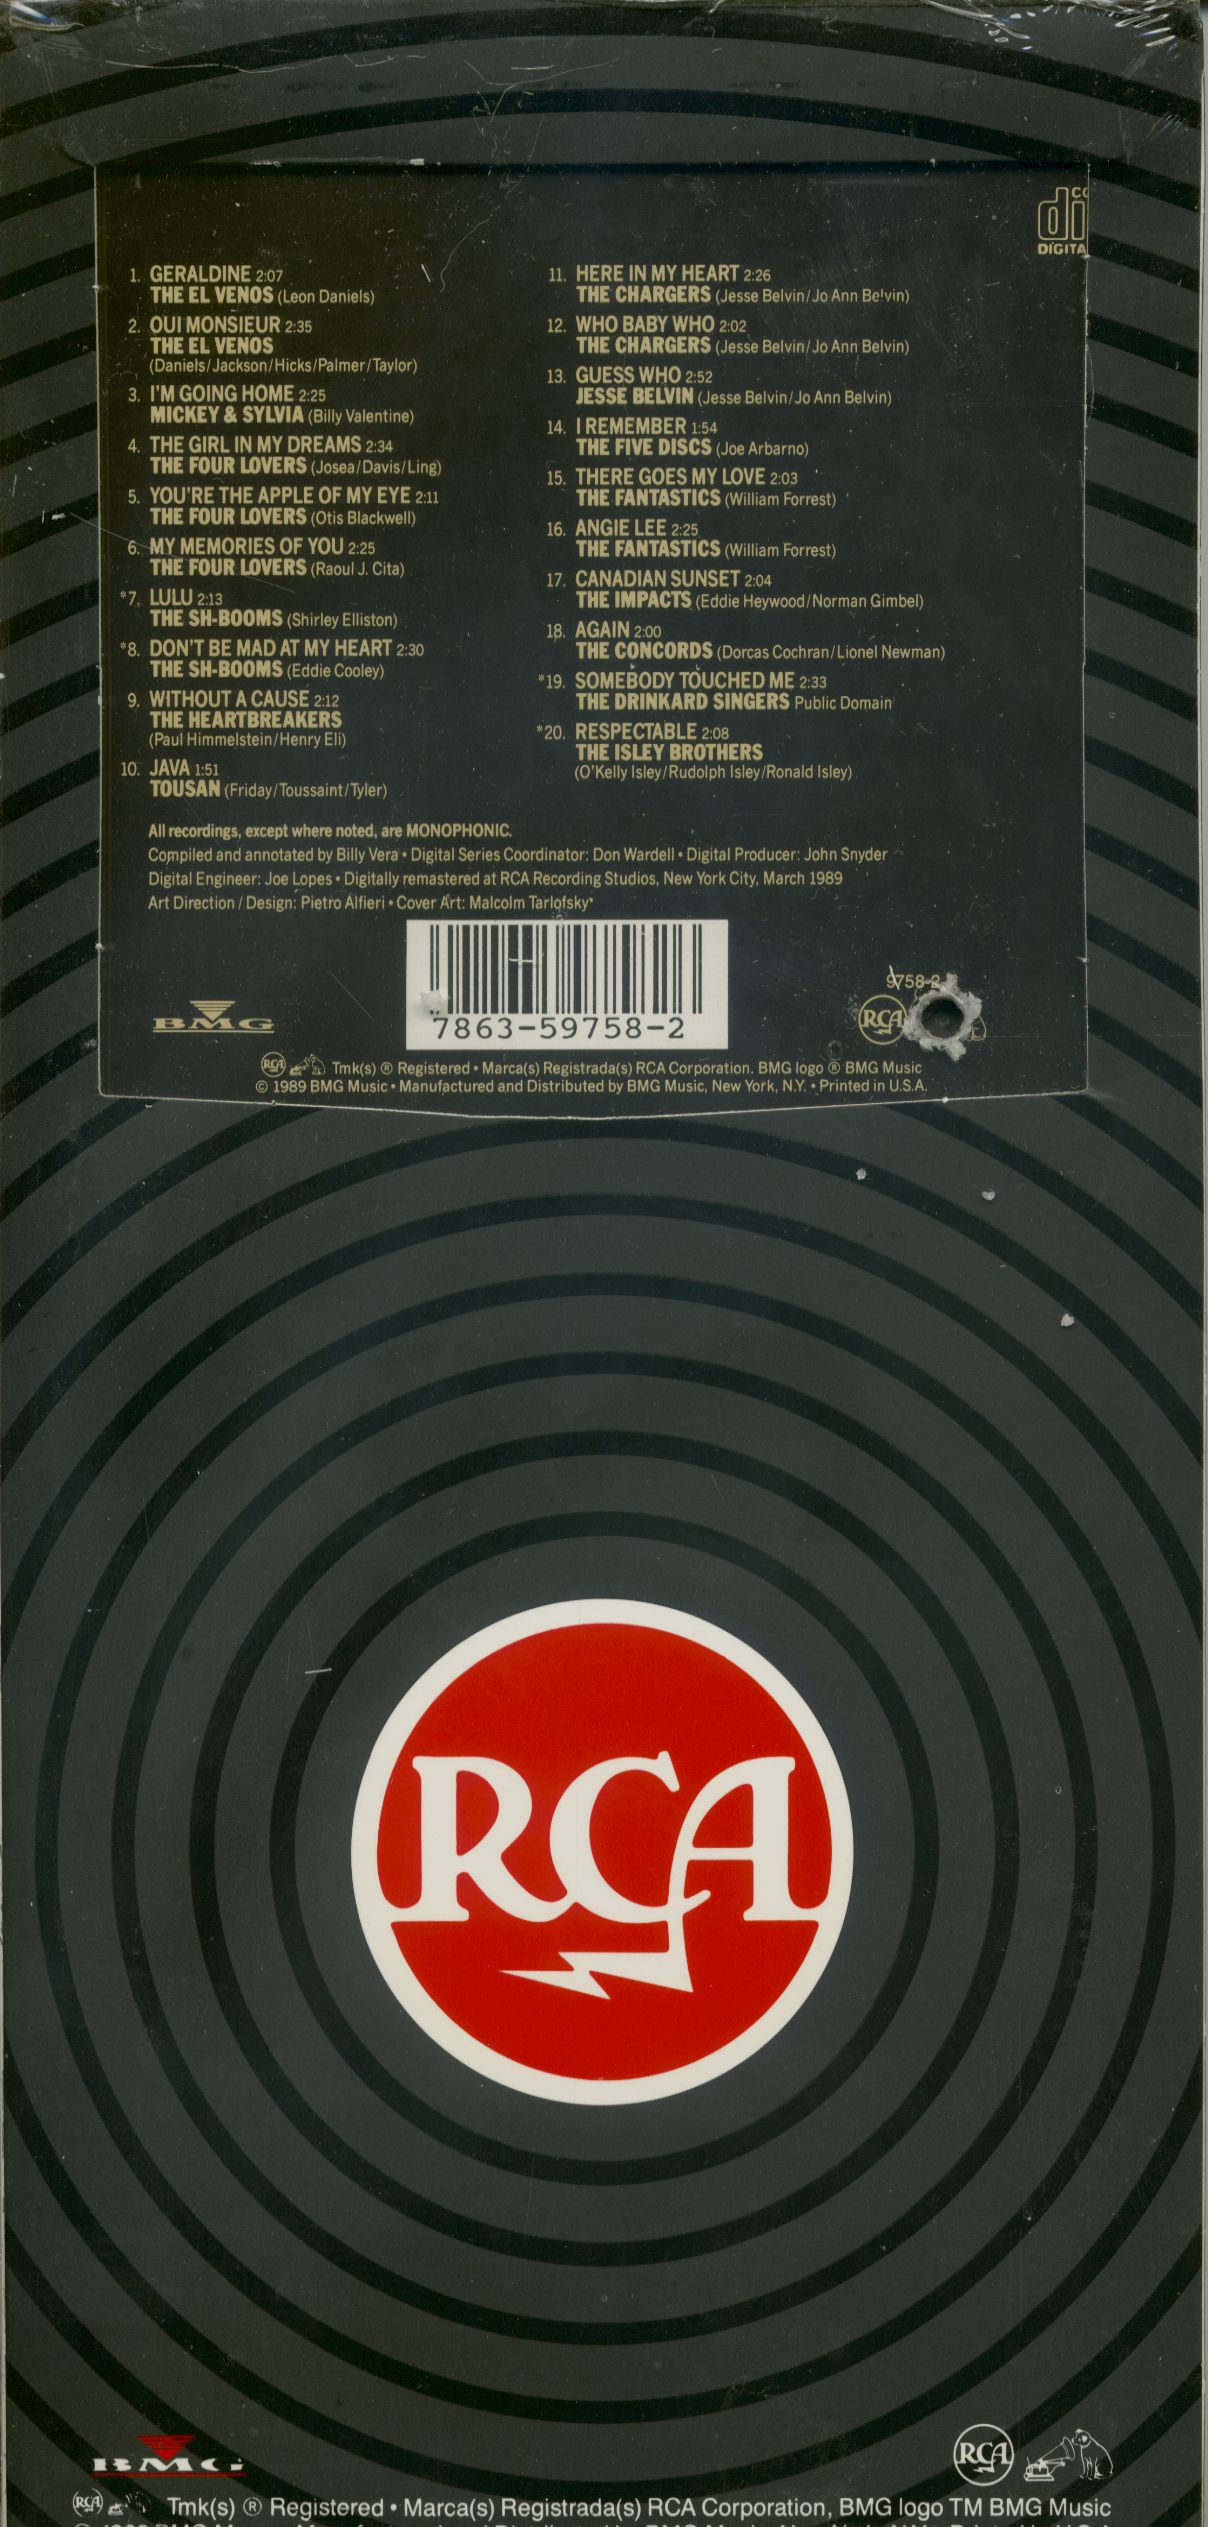 CO
di
DIGITA
1. GERALDINE 2:07
THE EL VENOS (Leon Daniels)
2. OUI MONSIEUR 2:35
THE EL VENOS
(Daniels/Jackson/Hicks/Palmer/Taylor)
3. I'M GOING HOME 2:25
MICKEY & SYLVIA (Billy Valentine)
4. THE GIRL IN MY DREAMS 2:34
THE FOUR LOVERS (Josea/Davis/Ling)
5. YOU'RE THE APPLE OF MY EYE 2:11
THE FOUR LOVERS (Otis Blackwell)
6. MY MEMORIES OF YOU 2:25
THE FOUR LOVERS (Raoul J. Cita)
*7. LULU 2:13
THE SH-BOOMS (Shirley Elliston)
*8. DON'T BE MAD AT MY HEART 2:30
THE SH-BOOMS (Eddie Cooley)
9. WITHOUT A CAUSE 2:12
THE HEARTBREAKERS
(Paul Himmelstein/Henry Eli)
10. JAVA 1:51
TOUSAN (Friday/Toussaint/Tyler)
11. HERE IN MY HEART 2:26
THE CHARGERS (Jesse Belvin/Jo Ann Belvin)
12. WHO BABY WHO 2:02
THE CHARGERS (Jesse Belvin/Jo Ann Belvin)
13. GUESS WHO 2:52
JESSE BELVIN (Jesse Belvin/Jo Ann Belvin)
14. I REMEMBER 1:54
THE FIVE DISCS (Joe Arbarno)
15. THERE GOES MY LOVE 2:03
THE FANTASTICS (William Forrest)
16. ANGIE LEE 2:25
THE FANTASTICS (William Forrest)
17. CANADIAN SUNSET 2:04
THE IMPACTS (Eddie Heywood/Norman Gimbel)
18. AGAIN 2:00
THE CONCORDS (Dorcas Cochran/Lionel Newman)
*19. SOMEBODY TOUCHED ME 2:33
THE DRINKARD SINGERS Public Domain
*20. RESPECTABLE 2:08
THE ISLEY BROTHERS
(O'Kelly Isley/Rudolph Isley/Ronald Isley)
All recordings, except where noted, are MONOPHONIC.
Compiled and annotated by Billy Vera • Digital Series Coordinator: Don Wardell • Digital Producer: John Snyder
Digital Engineer: Joe Lopes • Digitally remastered at RCA Recording Studios, New York City, March 1989
Art Direction / Design: Pietro Alfieri • Cover Art: Malcolm Tarlofsky
9758-2
BMG
7863-59758-2
RCA
RCA Tmk(s) ® Registered • Marca(s) Registrada(s) RCA Corporation. BMG logo ® BMG Music
© 1989 BMG Music • Manufactured and Distributed by BMG Music, New York, N.Y. • Printed in U.S.A.
RCA
BMG
RCA
RCA Tmk(s) ® Registered • Marca(s) Registrada(s) RCA Corporation, BMG logo TM BMG Music